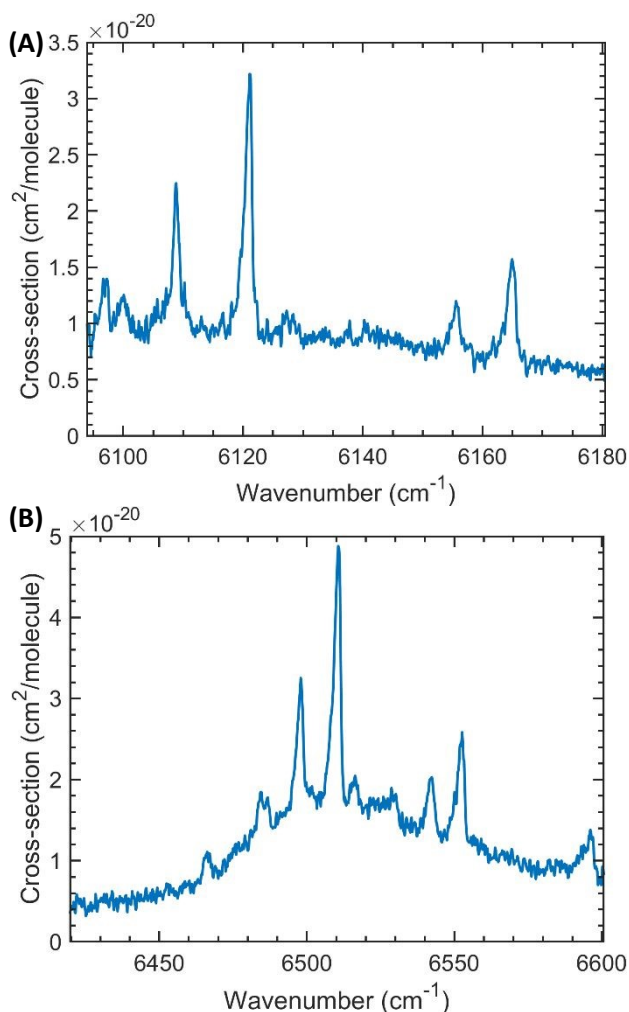 (A)
×10⁻²⁰
3.5
3
2.5
2
1.5
1
0.5
0
Cross-section (cm²/molecule)
6100 6120 6140 6160 6180
Wavenumber (cm⁻¹)
(B)
×10⁻²⁰
5
4
3
2
1
0
Cross-section (cm²/molecule)
6450 6500 6550 6600
Wavenumber (cm⁻¹)